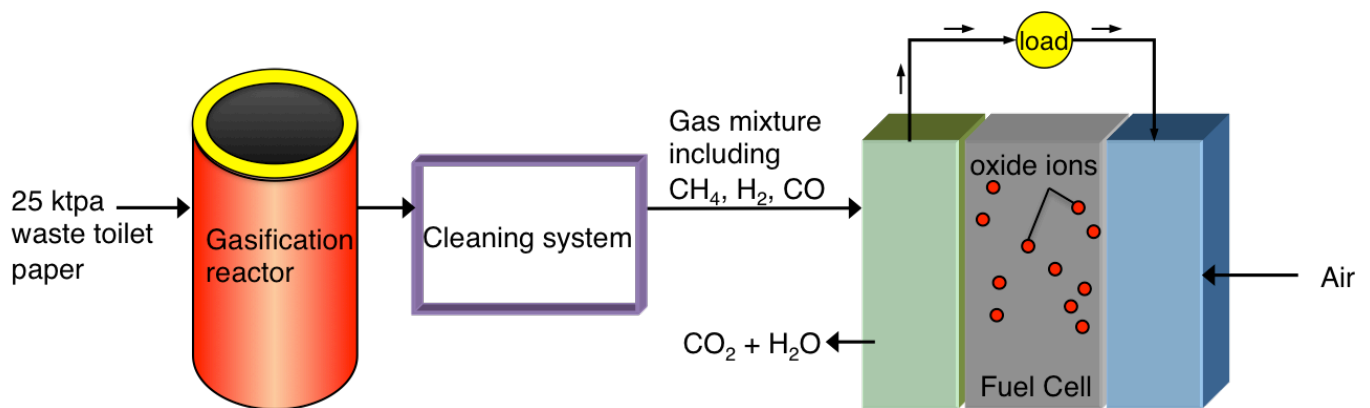 25 ktpa
waste toilet
paper
Gasification
reactor
Cleaning system
Gas mixture
including
CH₄, H₂, CO
CO₂ + H₂O
load
oxide ions
Fuel Cell
Air